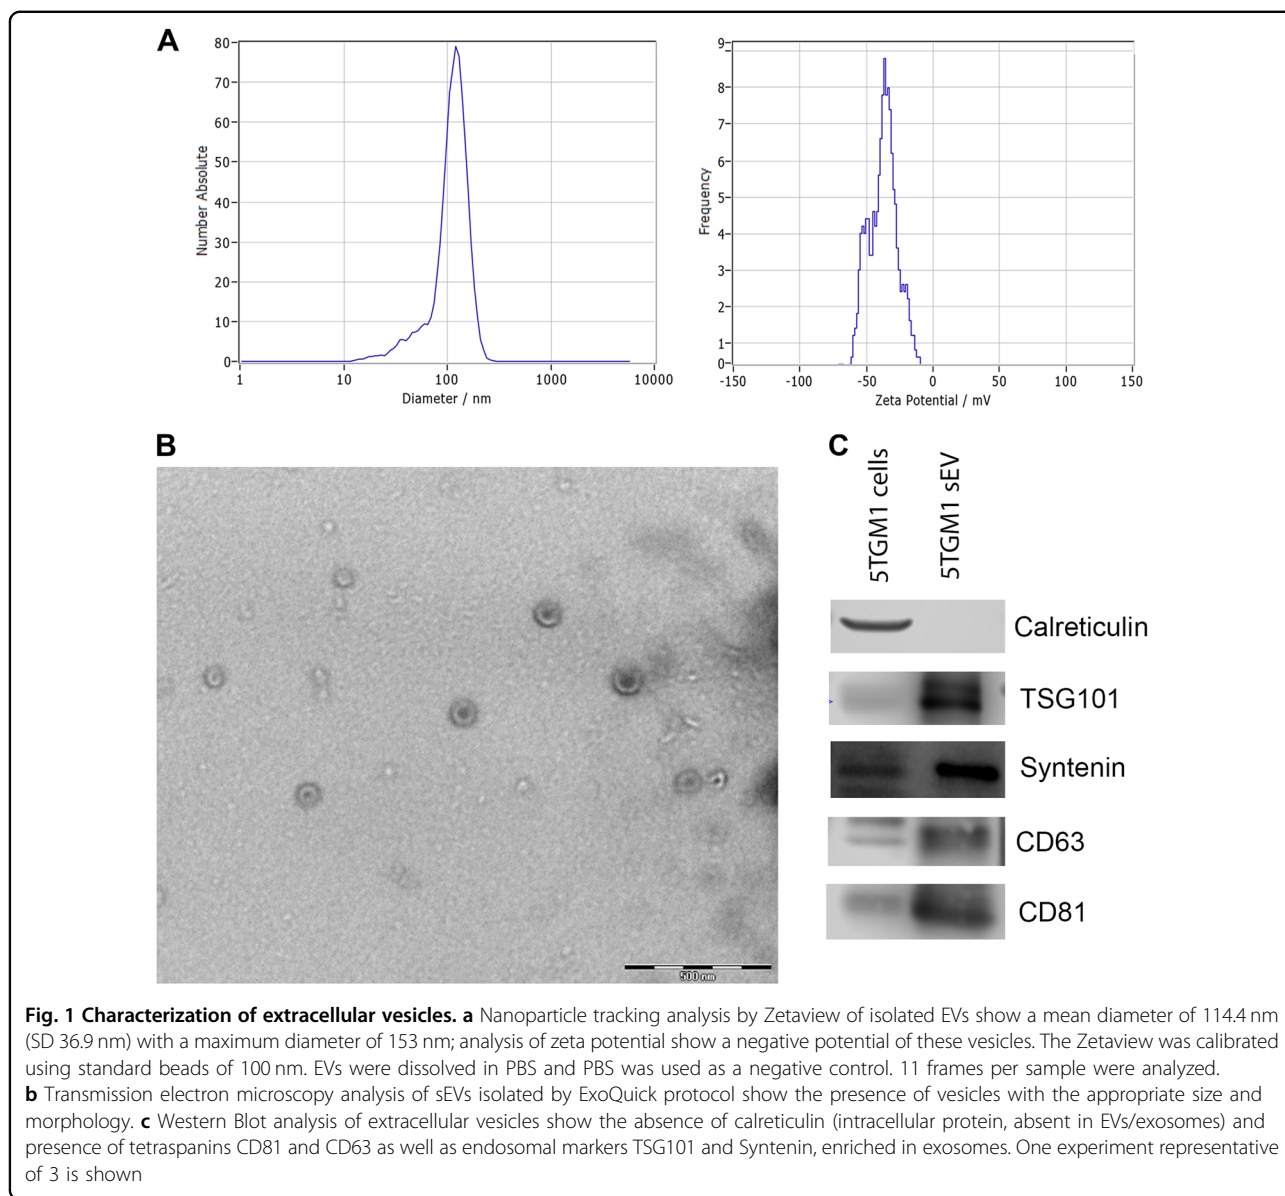 A
80
70
60
50
40
30
20
10
0
Number Absolute
1 10 100 1000 10000
Diameter / nm
9
8
7
6
5
4
3
2
1
0
Frequency
-150 -100 -50 0 50 100 150
Zeta Potential / mV
B
500 nm
C
5TGM1 cells
5TGM1 sEV
Calreticulin
TSG101
Syntenin
CD63
CD81
Fig. 1 Characterization of extracellular vesicles. a Nanoparticle tracking analysis by Zetaview of isolated EVs show a mean diameter of 114.4 nm
(SD 36.9 nm) with a maximum diameter of 153 nm; analysis of zeta potential show a negative potential of these vesicles. The Zetaview was calibrated
using standard beads of 100 nm. EVs were dissolved in PBS and PBS was used as a negative control. 11 frames per sample were analyzed.
b Transmission electron microscopy analysis of sEVs isolated by ExoQuick protocol show the presence of vesicles with the appropriate size and
morphology. c Western Blot analysis of extracellular vesicles show the absence of calreticulin (intracellular protein, absent in EVs/exosomes) and
presence of tetraspanins CD81 and CD63 as well as endosomal markers TSG101 and Syntenin, enriched in exosomes. One experiment representative
of 3 is shown